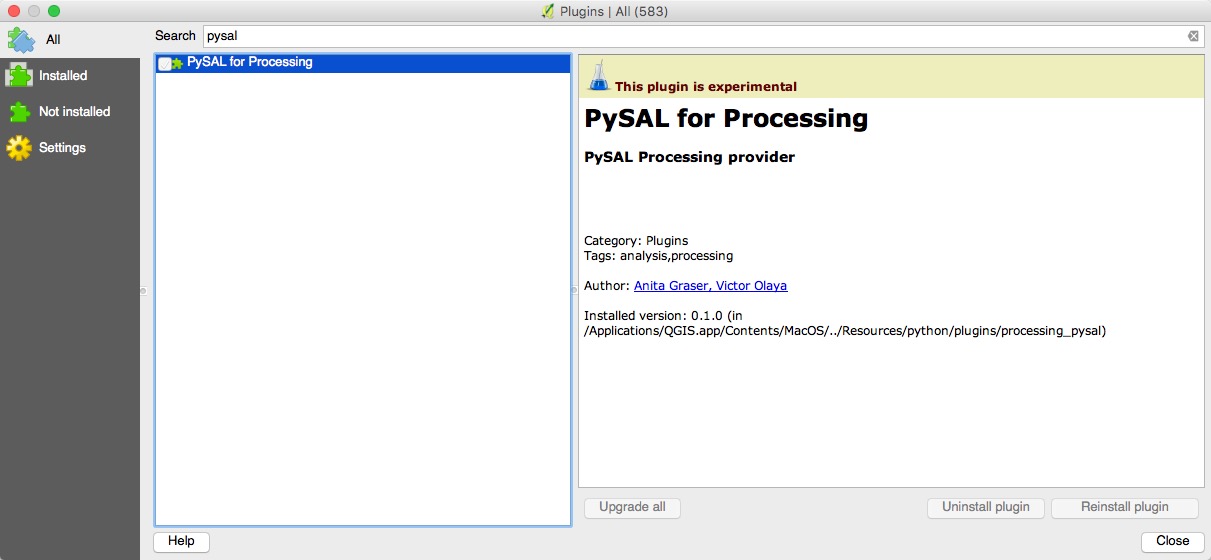 Plugins | All (583)
All
Installed
Not installed
Settings
Search pysal
PySAL for Processing
This plugin is experimental
PySAL for Processing
PySAL Processing provider
Category: Plugins
Tags: analysis,processing
Author: Anita Graser, Victor Olaya
Installed version: 0.1.0 (in
/Applications/QGIS.app/Contents/MacOS/../Resources/python/plugins/processing_pysal)
Upgrade all
Uninstall plugin
Reinstall plugin
Help
Close